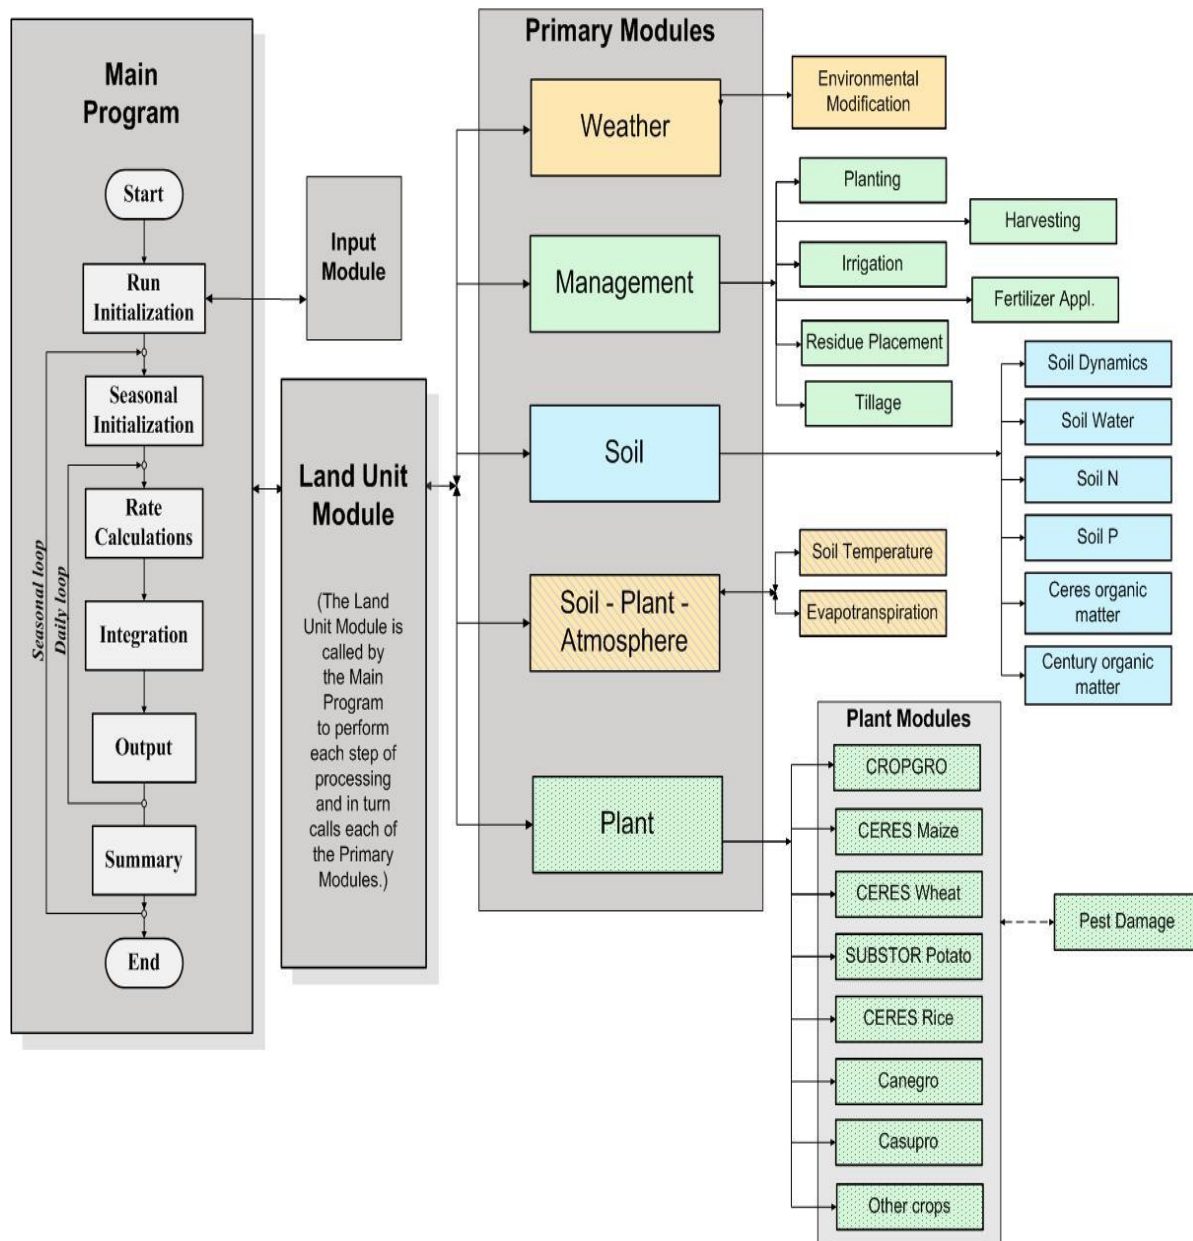 Main
Program
Start
Run
Initialization
Seasonal
Initialization
Rate
Calculations
Integration
Output
Summary
End
Seasonal loop
Daily loop
Input
Module
Land Unit
Module
(The Land
Unit Module is
called by
the Main
Program
to perform
each step of
processing
and in turn
calls each of
the Primary
Modules.)
Primary Modules
Weather
Management
Soil
Soil - Plant -
Atmosphere
Plant
Environmental
Modification
Planting
Harvesting
Irrigation
Fertilizer Appl.
Residue Placement
Tillage
Soil Dynamics
Soil Water
Soil N
Soil P
Ceres organic
matter
Century organic
matter
Soil Temperature
Evapotranspiration
Plant Modules
CROPGRO
CERES Maize
CERES Wheat
SUBSTOR Potato
CERES Rice
Canegro
Casupro
Other crops
Pest Damage